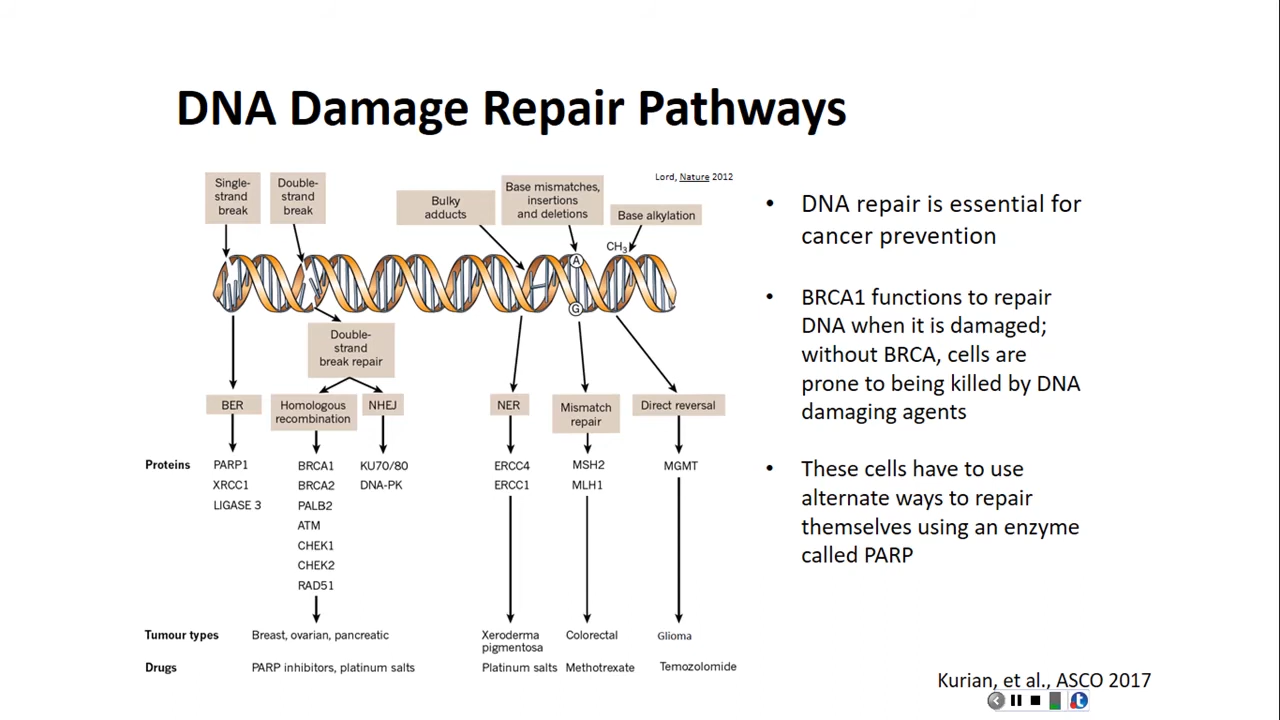 DNA Damage Repair Pathways
Lord, Nature 2012
Single-
strand
break
Double-
strand
break
Bulky
adducts
Base mismatches,
insertions
and deletions
Base alkylation
CH3
A
G
Double-
strand
break repair
BER
Homologous
recombination
NHEJ
NER
Mismatch
repair
Direct reversal
Proteins
PARP1
XRCC1
LIGASE 3
BRCA1
BRCA2
PALB2
ATM
CHEK1
CHEK2
RAD51
KU70/80
DNA-PK
ERCC4
ERCC1
MSH2
MLH1
MGMT
Tumour types
Breast, ovarian, pancreatic
Xeroderma
pigmentosa
Colorectal
Glioma
Drugs
PARP inhibitors, platinum salts
Platinum salts
Methotrexate
Temozolomide
• DNA repair is essential for
cancer prevention
• BRCA1 functions to repair
DNA when it is damaged;
without BRCA, cells are
prone to being killed by DNA
damaging agents
• These cells have to use
alternate ways to repair
themselves using an enzyme
called PARP
Kurian, et al., ASCO 2017
t